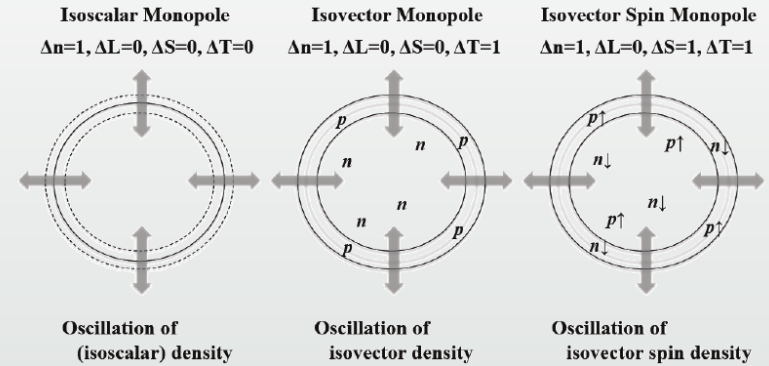 Isoscalar Monopole
Δn=1, ΔL=0, ΔS=0, ΔT=0
Oscillation of
(isoscalar) density
Isovector Monopole
Δn=1, ΔL=0, ΔS=0, ΔT=1
p
n
p
n
n
n
p
p
Oscillation of
isovector density
Isovector Spin Monopole
Δn=1, ΔL=0, ΔS=1, ΔT=1
p↑
p↑ n↓
n↓
n↓
p↑
p↑
n↓
Oscillation of
isovector spin density